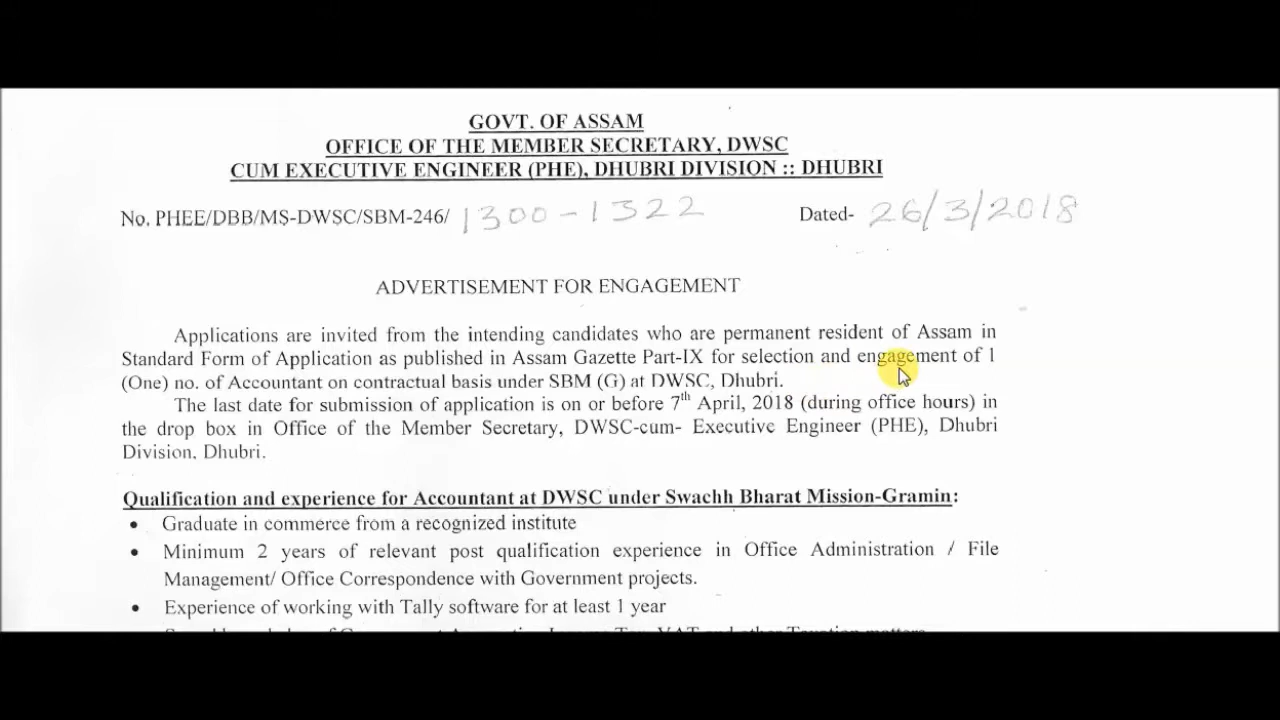 GOVT. OF ASSAM
OFFICE OF THE MEMBER SECRETARY, DWSC
CUM EXECUTIVE ENGINEER (PHE), DHUBRI DIVISION :: DHUBRI
No. PHEE/DBB/MS-DWSC/SBM-246/ 1300-1322 Dated- 26/3/2018
ADVERTISEMENT FOR ENGAGEMENT
Applications are invited from the intending candidates who are permanent resident of Assam in
Standard Form of Application as published in Assam Gazette Part-IX for selection and engagement of 1
(One) no. of Accountant on contractual basis under SBM (G) at DWSC, Dhubri.
The last date for submission of application is on or before 7th April, 2018 (during office hours) in
the drop box in Office of the Member Secretary, DWSC-cum- Executive Engineer (PHE), Dhubri
Division, Dhubri.
Qualification and experience for Accountant at DWSC under Swachh Bharat Mission-Gramin:
• Graduate in commerce from a recognized institute
• Minimum 2 years of relevant post qualification experience in Office Administration / File
Management/ Office Correspondence with Government projects.
• Experience of working with Tally software for at least 1 year